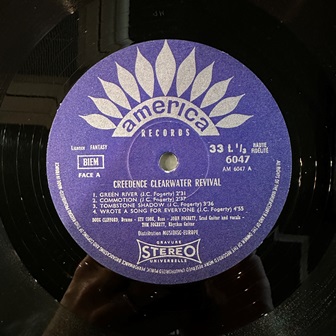 america
RECORDS
Licence FANTASY
33 L 1/3 HAUTE FIDÉLITÉ
BIEM
6047
FACE A
AM 6047 A
CREEDENCE CLEARWATER REVIVAL
1. GREEN RIVER (J.C. Fogerty) 2'31
2. COMMOTION (J.C. Fogerty) 2'37
3. TOMBSTONE SHADOW (J.C. Fogerty) 3'36
4. WROTE A SONG FOR EVERYONE (J.C. Fogerty) 4'55
DOUG CLIFFORD, Drums - STU COOK, Bass - JOHN FOGERTY, Lead Guitar and vocals -
TOM FOGERTY, Rhythm Guitar
Distribution MUSIDISC-EUROPE
GRAVURE
STEREO
UNIVERSELLE